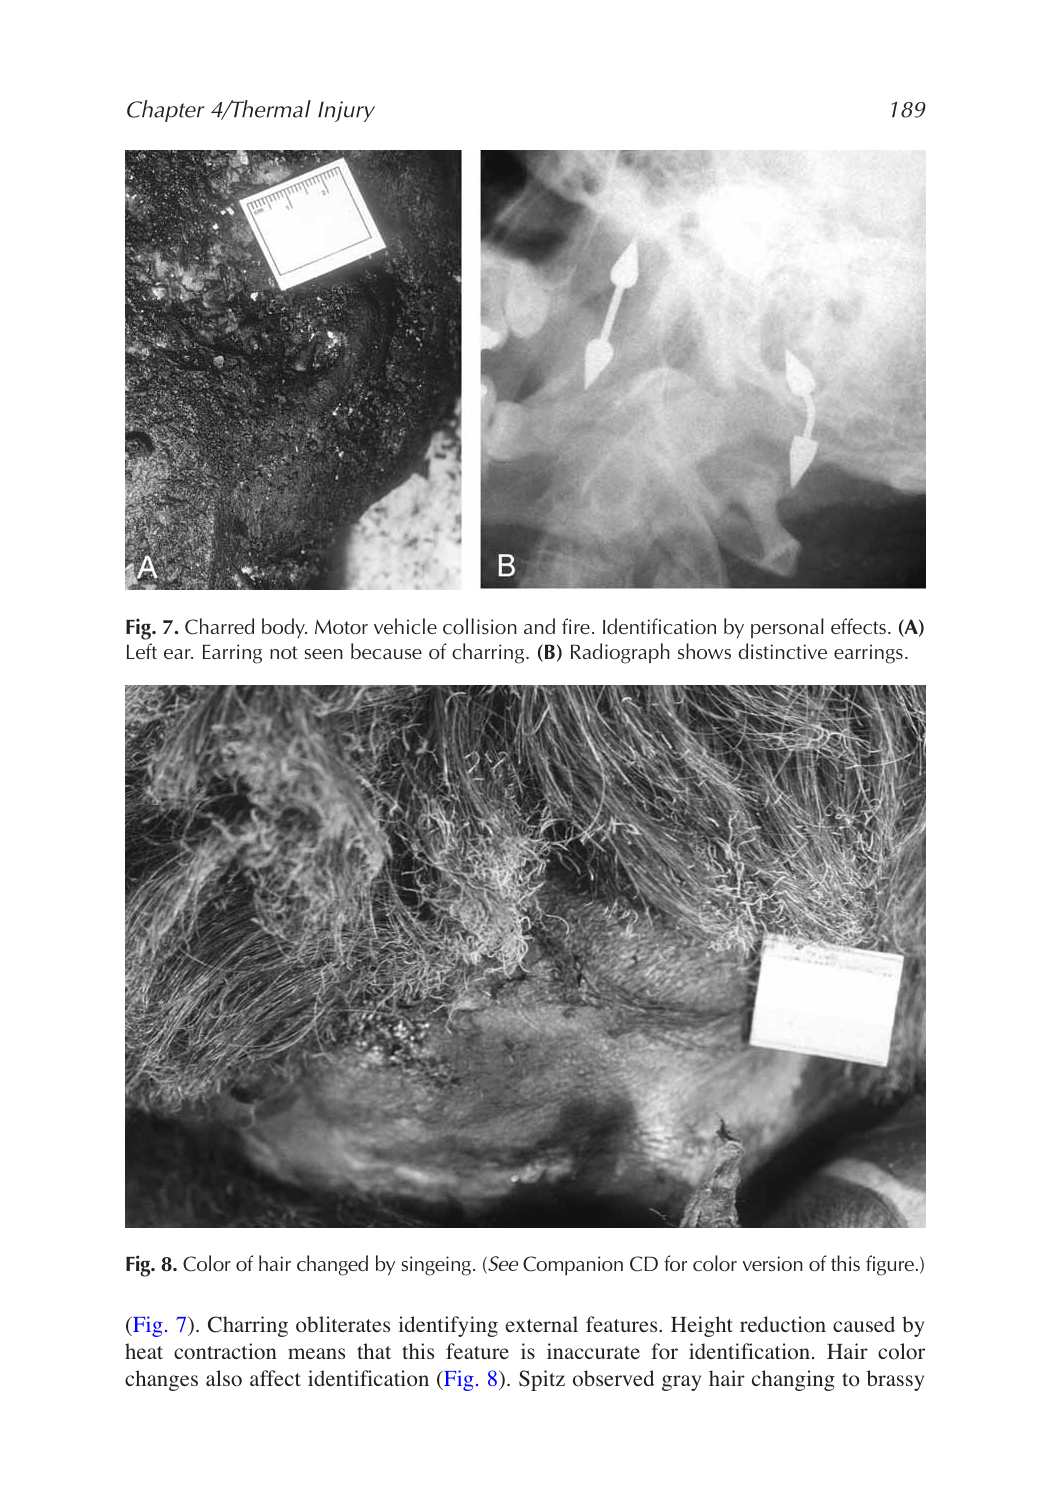 Chapter 4/Thermal Injury 189
cm 1 2
A
B
Fig. 7. Charred body. Motor vehicle collision and fire. Identification by personal effects. (A)
Left ear. Earring not seen because of charring. (B) Radiograph shows distinctive earrings.
Fig. 8. Color of hair changed by singeing. (See Companion CD for color version of this figure.)
(Fig. 7). Charring obliterates identifying external features. Height reduction caused by
heat contraction means that this feature is inaccurate for identification. Hair color
changes also affect identification (Fig. 8). Spitz observed gray hair changing to brassy